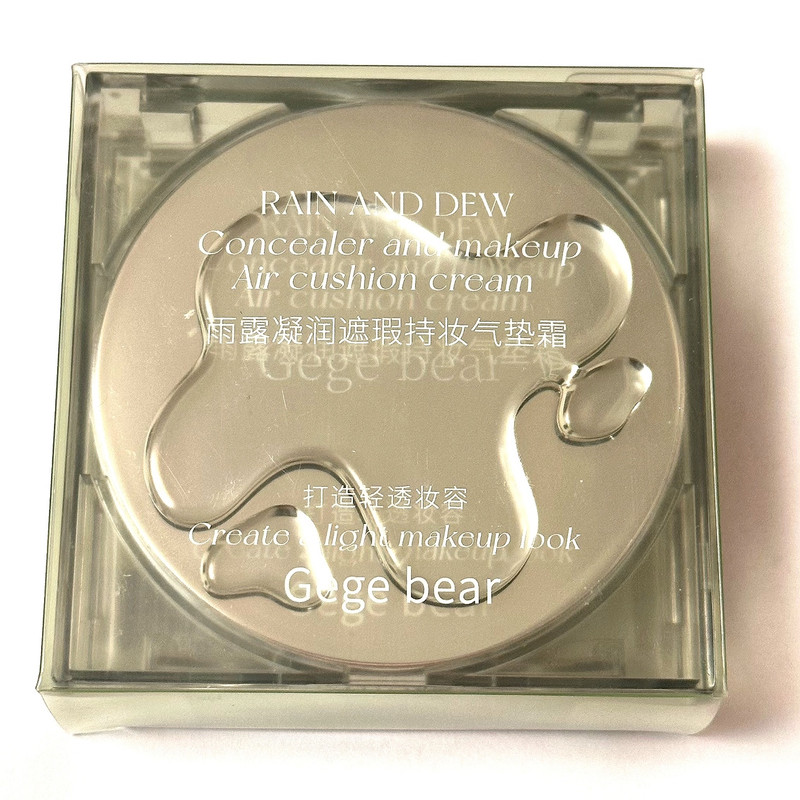 RAIN AND DEW
Concealer and makeup
Air cushion cream
雨露凝润遮瑕持妆气垫霜
Gege bear
打造轻透妆容
Create a light makeup look
Gege bear